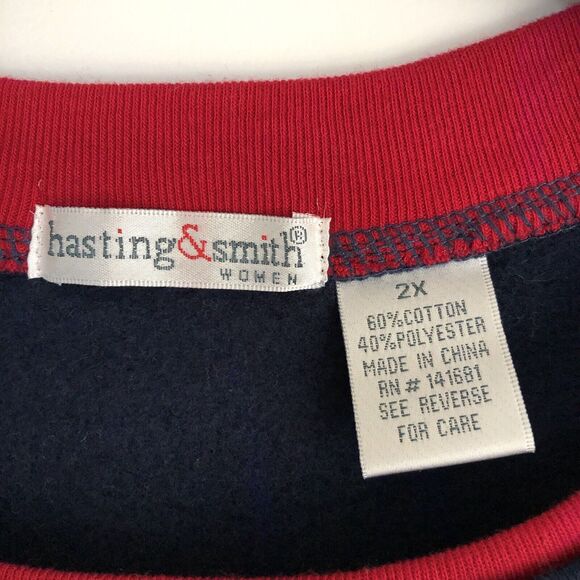 hasting&smith®
WOMEN
2X
60%COTTON
40%POLYESTER
MADE IN CHINA
RN # 141681
SEE REVERSE
FOR CARE